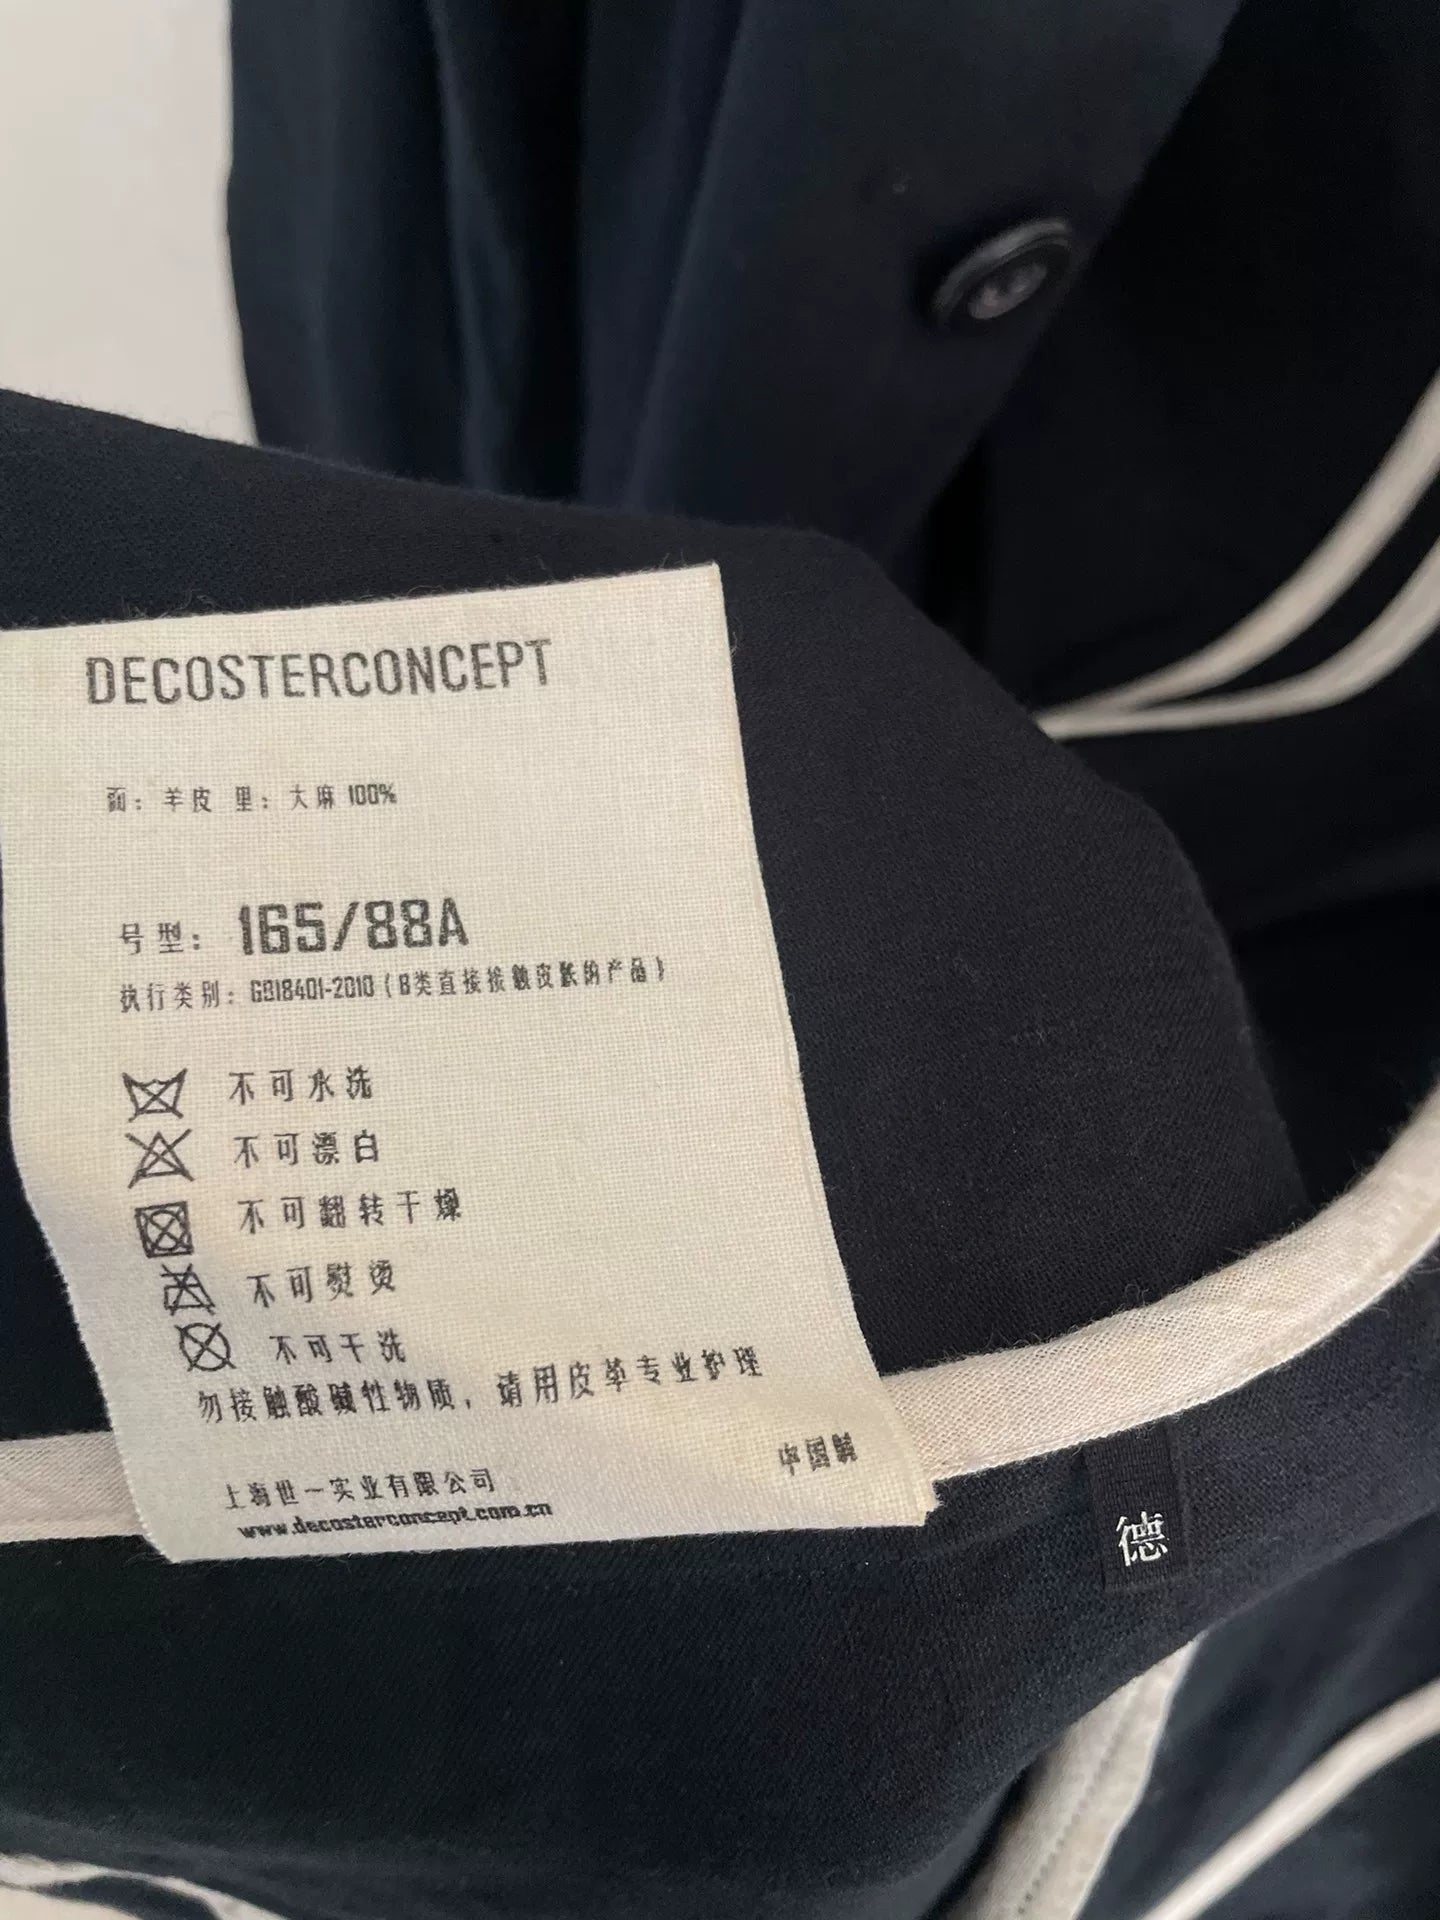 DECOSTERCONCEPT
面：羊皮 里：大麻 100%
号型：165/88A
执行类别：GB18401-2010（B类直接接触皮肤的产品）
不可水洗
不可漂白
不可翻转干燥
不可熨烫
不可干洗
勿接触酸碱性物质，请用皮革专业护理
中国制
上海世一实业有限公司
www.decosterconcept.com.cn
德